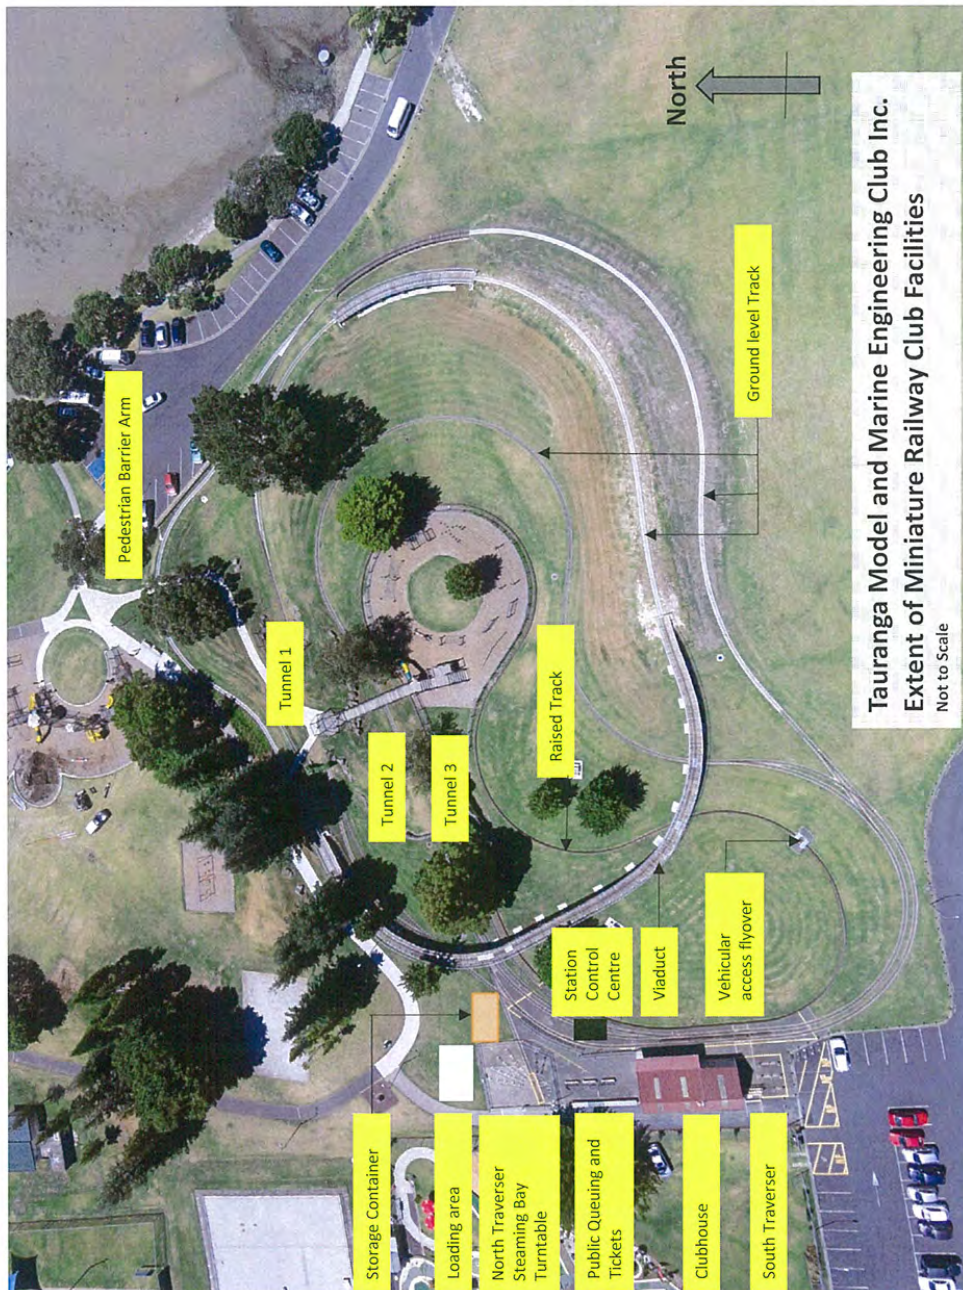 Tauranga Model and Marine Engineering Club Inc.
Extent of Miniature Railway Club Facilities
Not to Scale
North
Pedestrian Barrier Arm
Tunnel 1
Tunnel 2
Tunnel 3
Raised Track
Ground level Track
Station
Control
Centre
Viaduct
Vehicular
access flyover
Storage Container
Loading area
North Traverser
Steaming Bay
Turntable
Public Queuing and
Tickets
Clubhouse
South Traverser